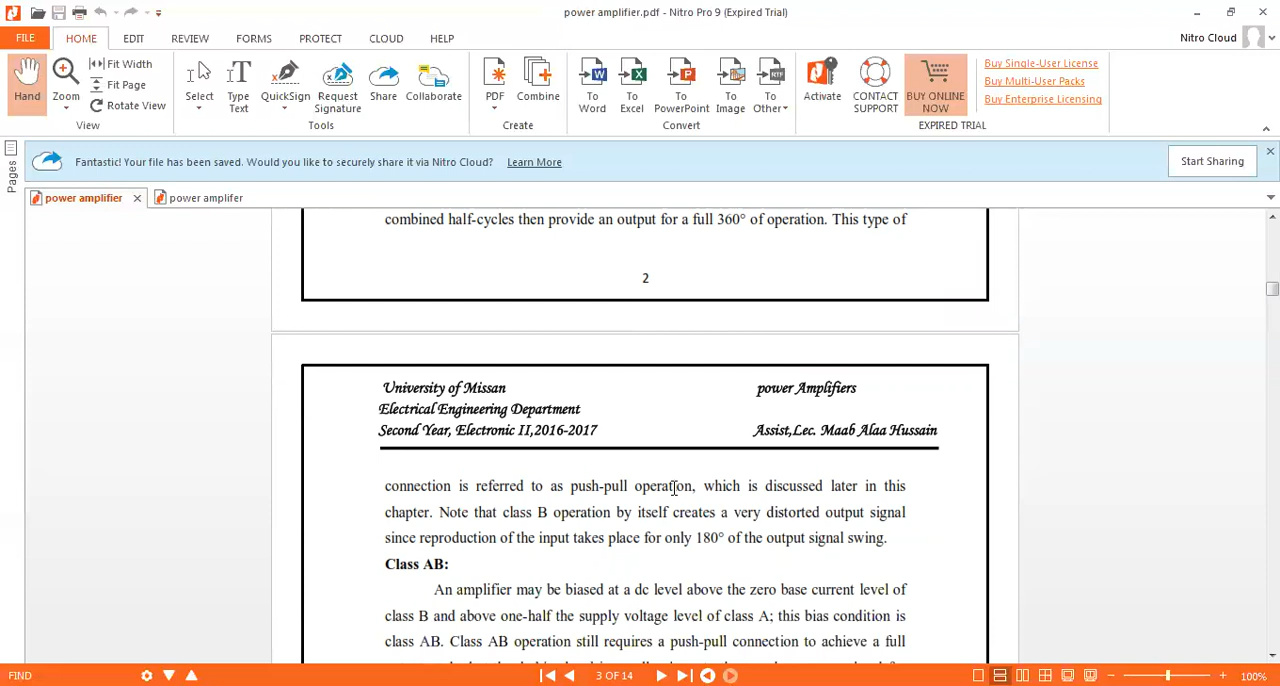 power amplifier.pdf - Nitro Pro 9 (Expired Trial)
FILE HOME EDIT REVIEW FORMS PROTECT CLOUD HELP Nitro Cloud
Hand Zoom Fit Width Fit Page Rotate View View
Select Type Text QuickSign Request Signature Share Collaborate Tools
PDF Combine Create
To Word To Excel To PowerPoint To Image To Other Convert
Activate CONTACT SUPPORT BUY ONLINE NOW EXPIRED TRIAL
Buy Single-User License
Buy Multi-User Packs
Buy Enterprise Licensing
Pages
Fantastic! Your file has been saved. Would you like to securely share it via Nitro Cloud? Learn More Start Sharing
power amplifier power amplifer
combined half-cycles then provide an output for a full 360° of operation. This type of
2
University of Missan power Amplifiers
Electrical Engineering Department
Second Year, Electronic II,2016-2017 Assist,Lec. Maab Alaa Hussain
connection is referred to as push-pull operation, which is discussed later in this
chapter. Note that class B operation by itself creates a very distorted output signal
since reproduction of the input takes place for only 180° of the output signal swing.
Class AB:
An amplifier may be biased at a dc level above the zero base current level of
class B and above one-half the supply voltage level of class A; this bias condition is
class AB. Class AB operation still requires a push-pull connection to achieve a full
FIND 3 OF 14 100%